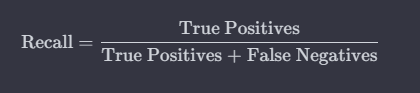 Recall = True Positives / True Positives + False Negatives